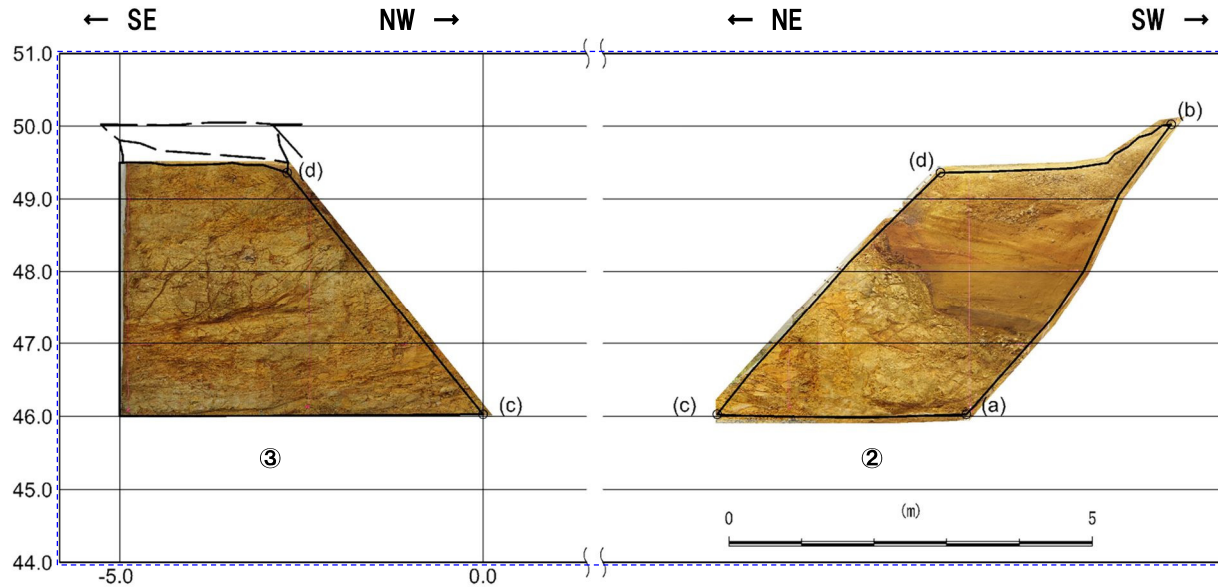 ← SE NW → ← NE SW →
51.0
50.0 (b)
(d) (d)
49.0
48.0
47.0
46.0 (c) (c) (a)
③ ②
45.0
0 (m) 5
44.0
-5.0 0.0